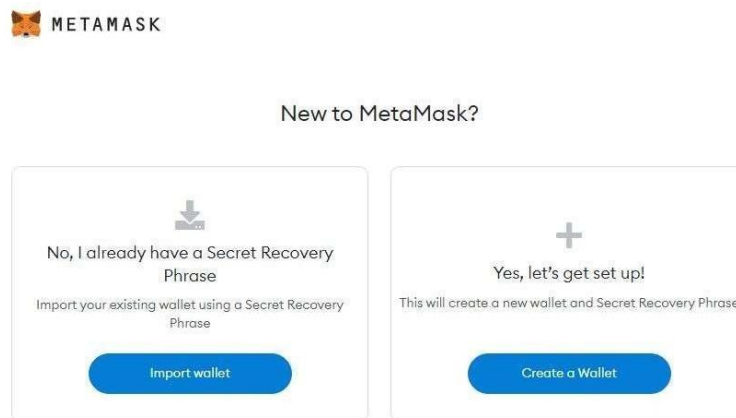 METAMASK
New to MetaMask?
No, I already have a Secret Recovery
Phrase
Import your existing wallet using a Secret Recovery
Phrase
Import wallet
Yes, let's get set up!
This will create a new wallet and Secret Recovery Phrase
Create a Wallet